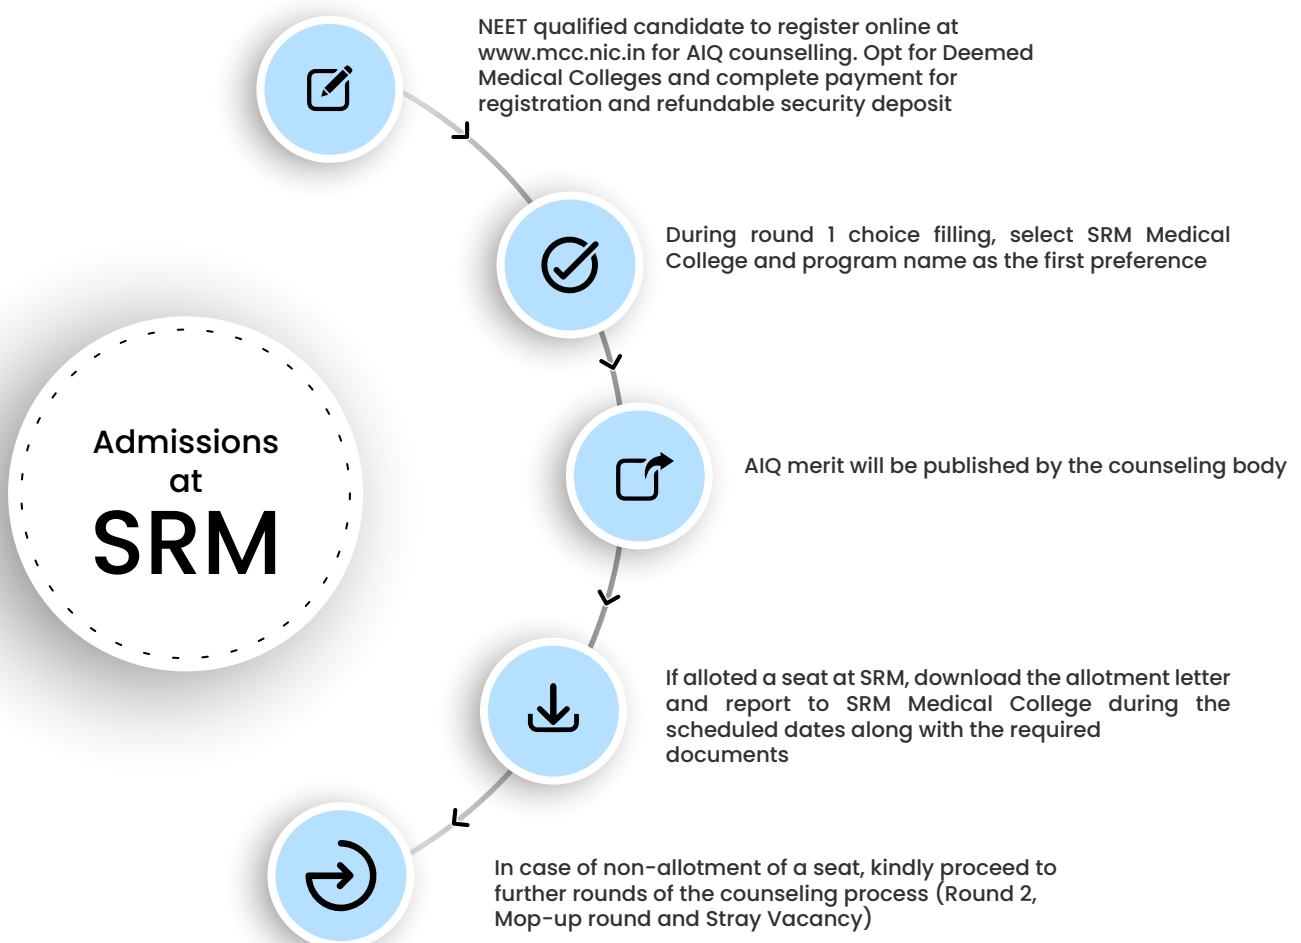 NEET qualified candidate to register online at
www.mcc.nic.in for AIQ counselling. Opt for Deemed
Medical Colleges and complete payment for
registration and refundable security deposit
During round 1 choice filling, select SRM Medical
College and program name as the first preference
Admissions
at
SRM
AIQ merit will be published by the counseling body
If alloted a seat at SRM, download the allotment letter
and report to SRM Medical College during the
scheduled dates along with the required
documents
In case of non-allotment of a seat, kindly proceed to
further rounds of the counseling process (Round 2,
Mop-up round and Stray Vacancy)